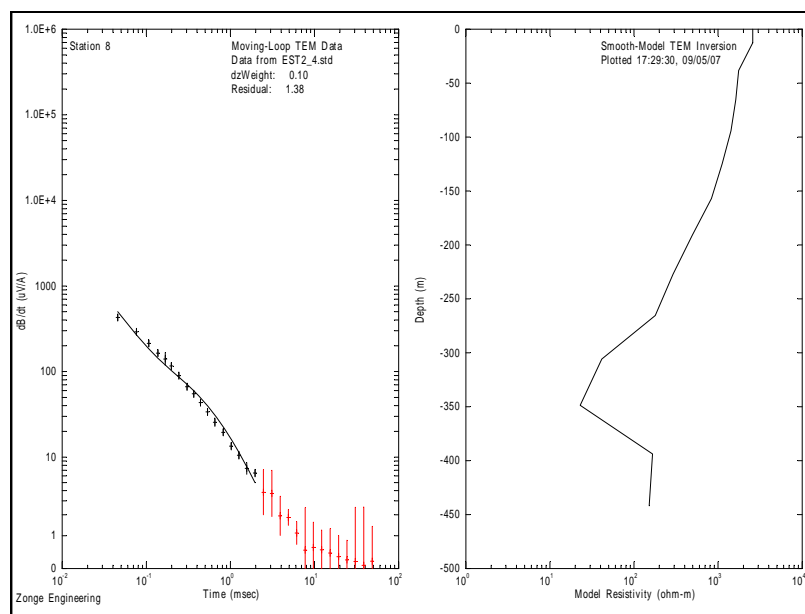 Station 8
Moving-Loop TEM Data
Data from EST2_4.std
dzWeight: 0.10
Residual: 1.38
1.0E+6
1.0E+5
1.0E+4
1000
100
10
1
0
dB/dt (uV/A)
10-2
10-1
100
101
102
Time (msec)
Zonge Engineering
Smooth-Model TEM Inversion
Plotted 17:29:30, 09/05/07
0
-50
-100
-150
-200
-250
-300
-350
-400
-450
-500
Depth (m)
100
101
102
103
104
Model Resistivity (ohm-m)